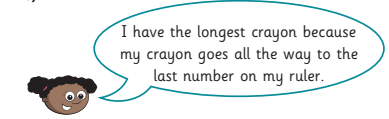 I have the longest crayon because
my crayon goes all the way to the
last number on my ruler.